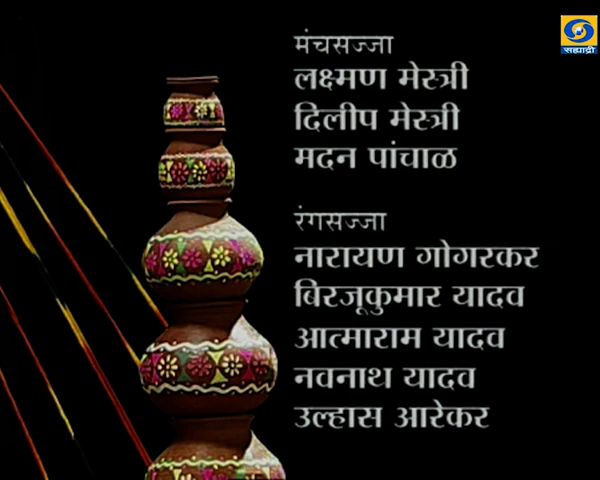 सह्याद्री
मंचसज्जा
लक्ष्मण मेस्त्री
दिलीप मेस्त्री
मदन पांचाळ
रंगसज्जा
नारायण गोगरकर
बिरजूकुमार यादव
आत्माराम यादव
नवनाथ यादव
उल्हास आरेकर